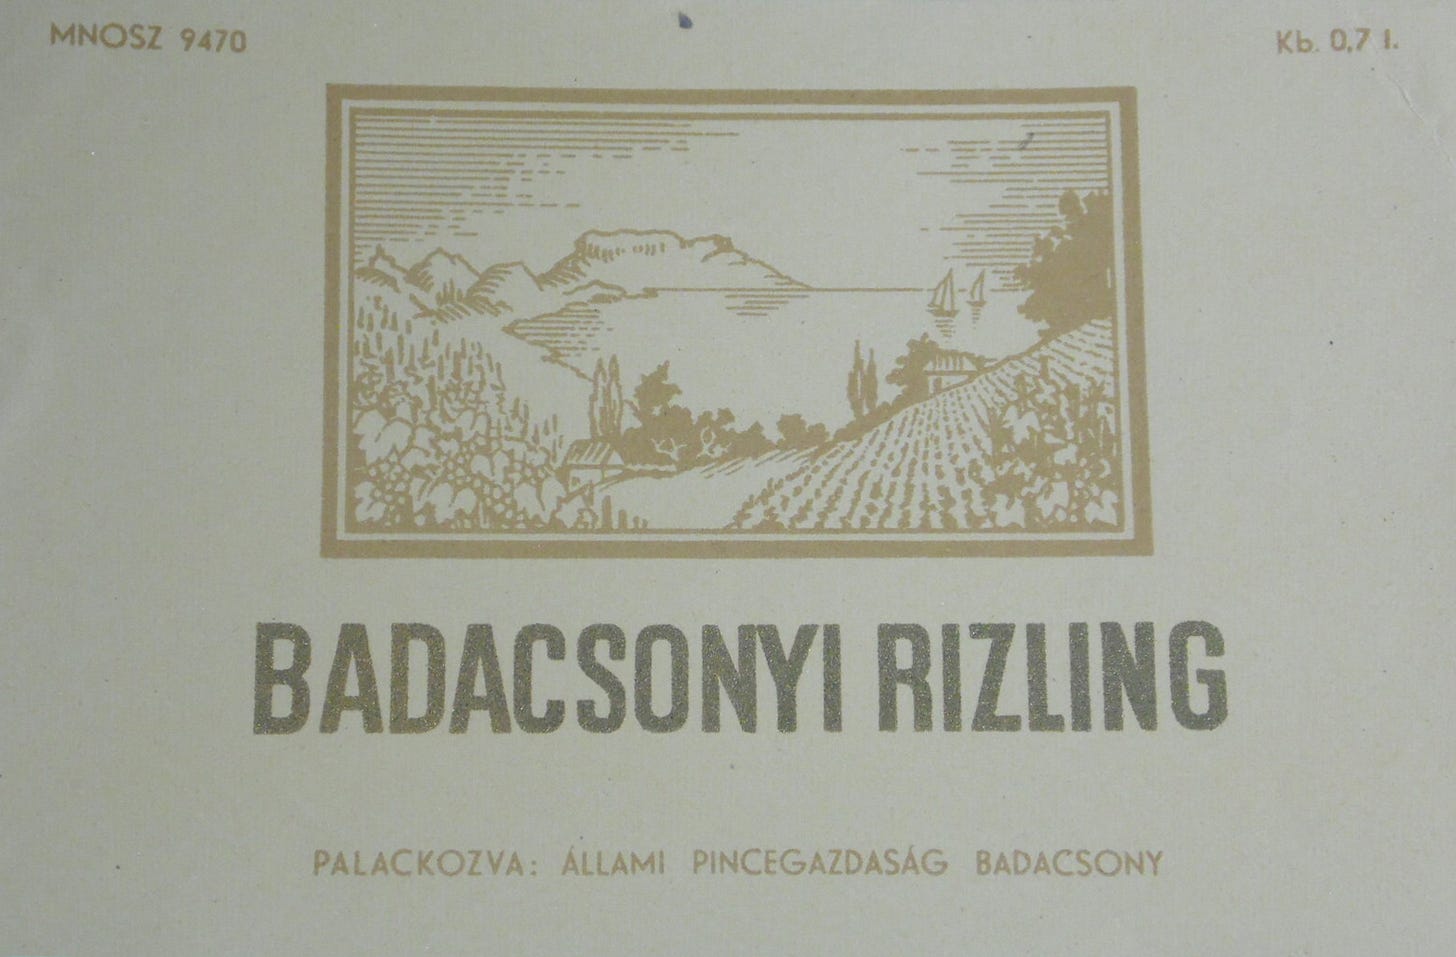 MNOSZ 9470
Kb. 0,7 l.
BADACSONYI RIZLING
PALACKOZVA: ÁLLAMI PINCEGAZDASÁG BADACSONY